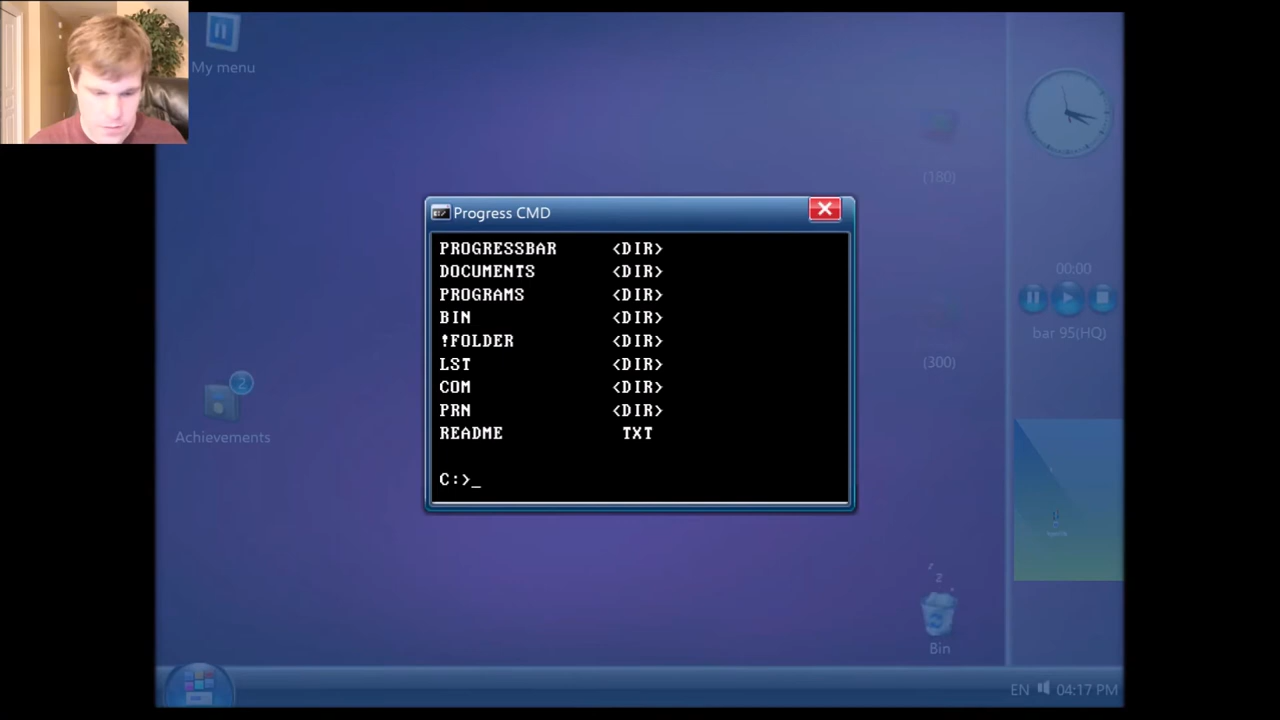 My menu
(180)
Progress CMD
PROGRESSBAR <DIR>
DOCUMENTS <DIR>
PROGRAMS <DIR>
BIN <DIR>
!FOLDER <DIR>
LST <DIR>
COM <DIR>
PRN <DIR>
README TXT
C:>_
00:00
bar 95(HQ)
(300)
2
Achievements
z
z
Bin
EN 04:17 PM